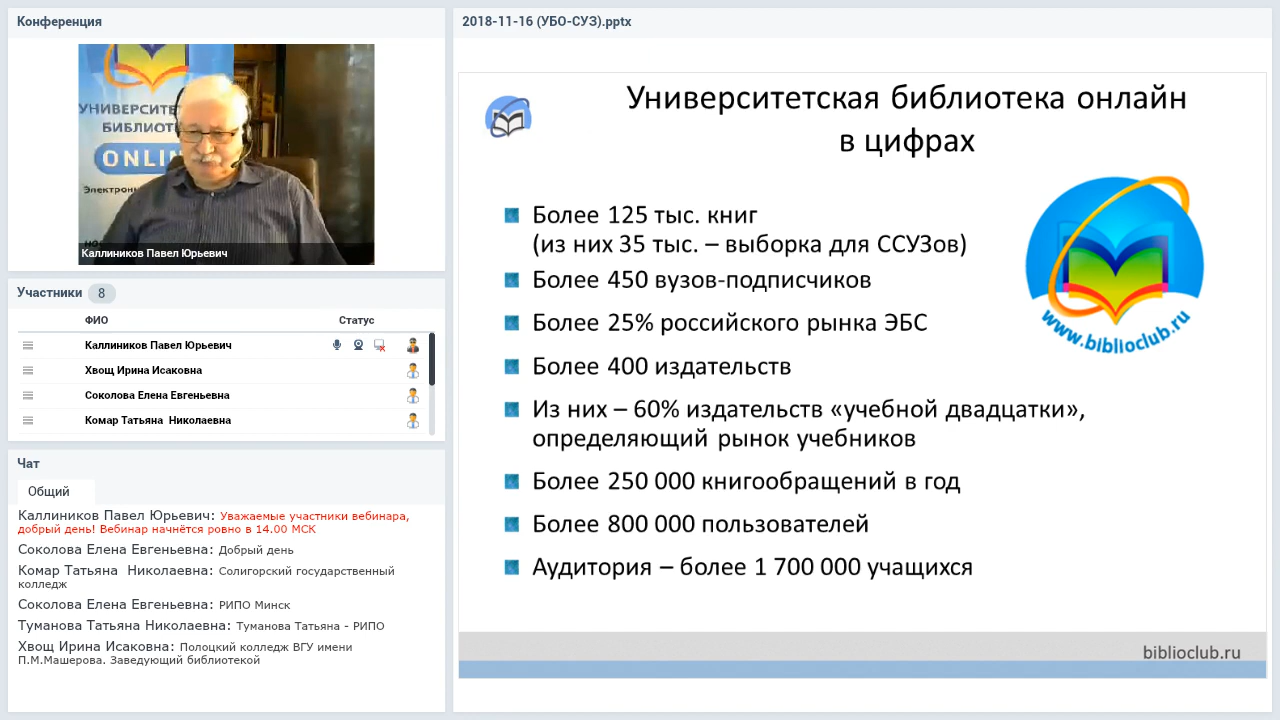 Конференция
УНИВЕРСИТЕ
БИБЛИОТ
ONLIN
Электронн
Каллиников Павел Юрьевич
Участники 8
ФИО Статус
Каллиников Павел Юрьевич
Хвощ Ирина Исаковна
Соколова Елена Евгеньевна
Комар Татьяна Николаевна
Чат
Общий
Каллиников Павел Юрьевич: Уважаемые участники вебинара,
добрый день! Вебинар начнётся ровно в 14.00 МСК
Соколова Елена Евгеньевна: Добрый день
Комар Татьяна Николаевна: Солигорский государственный
колледж
Соколова Елена Евгеньевна: РИПО Минск
Туманова Татьяна Николаевна: Туманова Татьяна - РИПО
Хвощ Ирина Исаковна: Полоцкий колледж ВГУ имени
П.М.Машерова. Заведующий библиотекой
2018-11-16 (УБО-СУЗ).pptx
Университетская библиотека онлайн
в цифрах
Более 125 тыс. книг
(из них 35 тыс. – выборка для ССУЗов)
Более 450 вузов-подписчиков
Более 25% российского рынка ЭБС
Более 400 издательств
Из них – 60% издательств «учебной двадцатки»,
определяющий рынок учебников
Более 250 000 книгообращений в год
Более 800 000 пользователей
Аудитория – более 1 700 000 учащихся
www.biblioclub.ru
biblioclub.ru